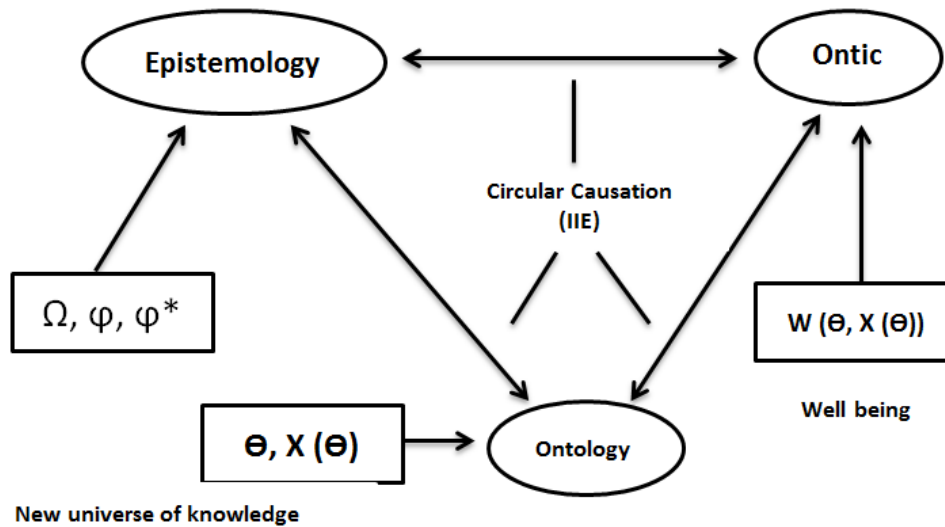 Epistemology
Ontic
Circular Causation
(IIE)
Ω, φ, φ*
W (Ө, X (Ө))
Well being
Ө, X (Ө)
Ontology
New universe of knowledge